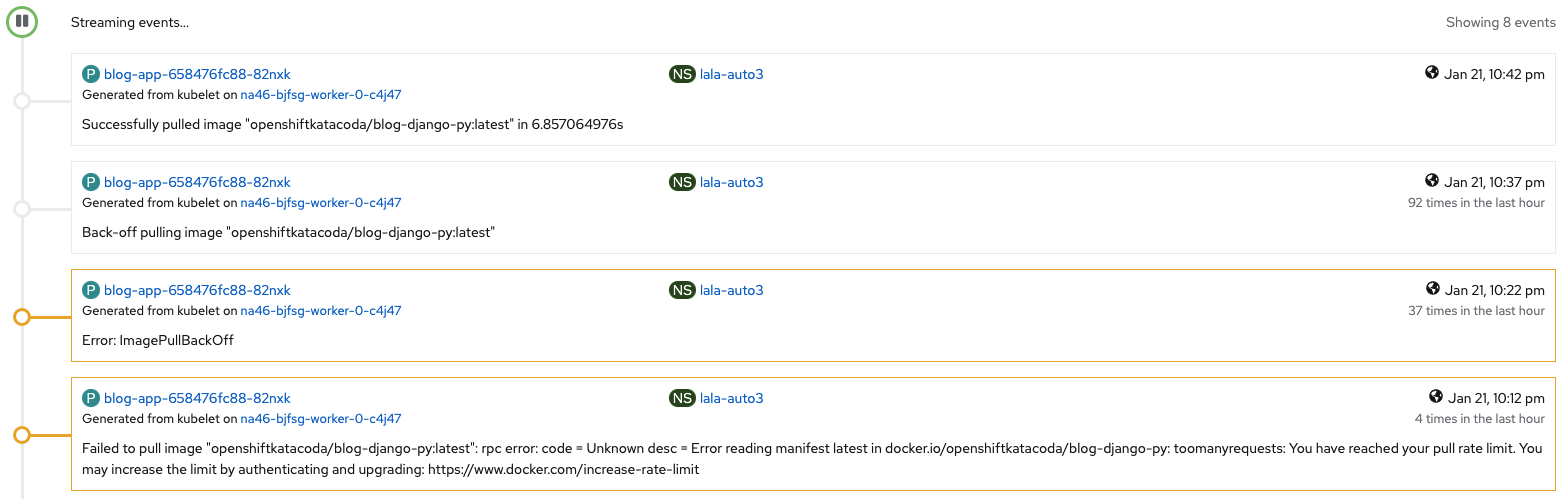 Streaming events...
Showing 8 events
P blog-app-658476fc88-82nxk
NS lala-auto3
Jan 21, 10:42 pm
Generated from kubelet on na46-bjfsg-worker-0-c4j47
Successfully pulled image "openshiftkatacoda/blog-django-py:latest" in 6.857064976s
P blog-app-658476fc88-82nxk
NS lala-auto3
Jan 21, 10:37 pm
Generated from kubelet on na46-bjfsg-worker-0-c4j47
92 times in the last hour
Back-off pulling image "openshiftkatacoda/blog-django-py:latest"
P blog-app-658476fc88-82nxk
NS lala-auto3
Jan 21, 10:22 pm
Generated from kubelet on na46-bjfsg-worker-0-c4j47
37 times in the last hour
Error: ImagePullBackOff
P blog-app-658476fc88-82nxk
NS lala-auto3
Jan 21, 10:12 pm
Generated from kubelet on na46-bjfsg-worker-0-c4j47
4 times in the last hour
Failed to pull image "openshiftkatacoda/blog-django-py:latest": rpc error: code = Unknown desc = Error reading manifest latest in docker.io/openshiftkatacoda/blog-django-py: toomanyrequests: You have reached your pull rate limit. You
may increase the limit by authenticating and upgrading: https://www.docker.com/increase-rate-limit